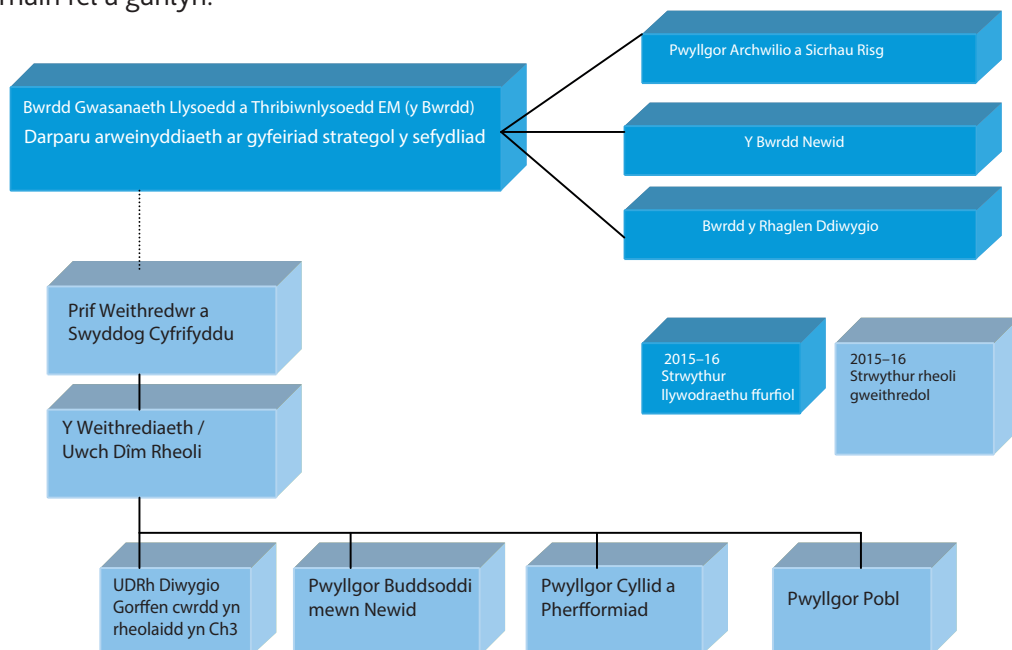 Pwyllgor Archwilio a Sicrhau Risg
Bwrdd Gwasanaeth Llysoedd a Thribiwnlysoedd EM (y Bwrdd)
Darparu arweinyddiaeth ar gyfeiriad strategol y sefydliad
Y Bwrdd Newid
Bwrdd y Rhaglen Ddiwygio
Prif Weithredwr a
Swyddog Cyfrifyddu
2015–16
Strwythur
llywodraethu ffurfiol
2015–16
Strwythur rheoli
gweithredol
Y Weithrediaeth /
Uwch Dîm Rheoli
UDRh Diwygio
Gorffen cwrdd yn
rheolaidd yn Ch3
Pwyllgor Buddsoddi
mewn Newid
Pwyllgor Cyllid a
Pherfformiad
Pwyllgor Pobl